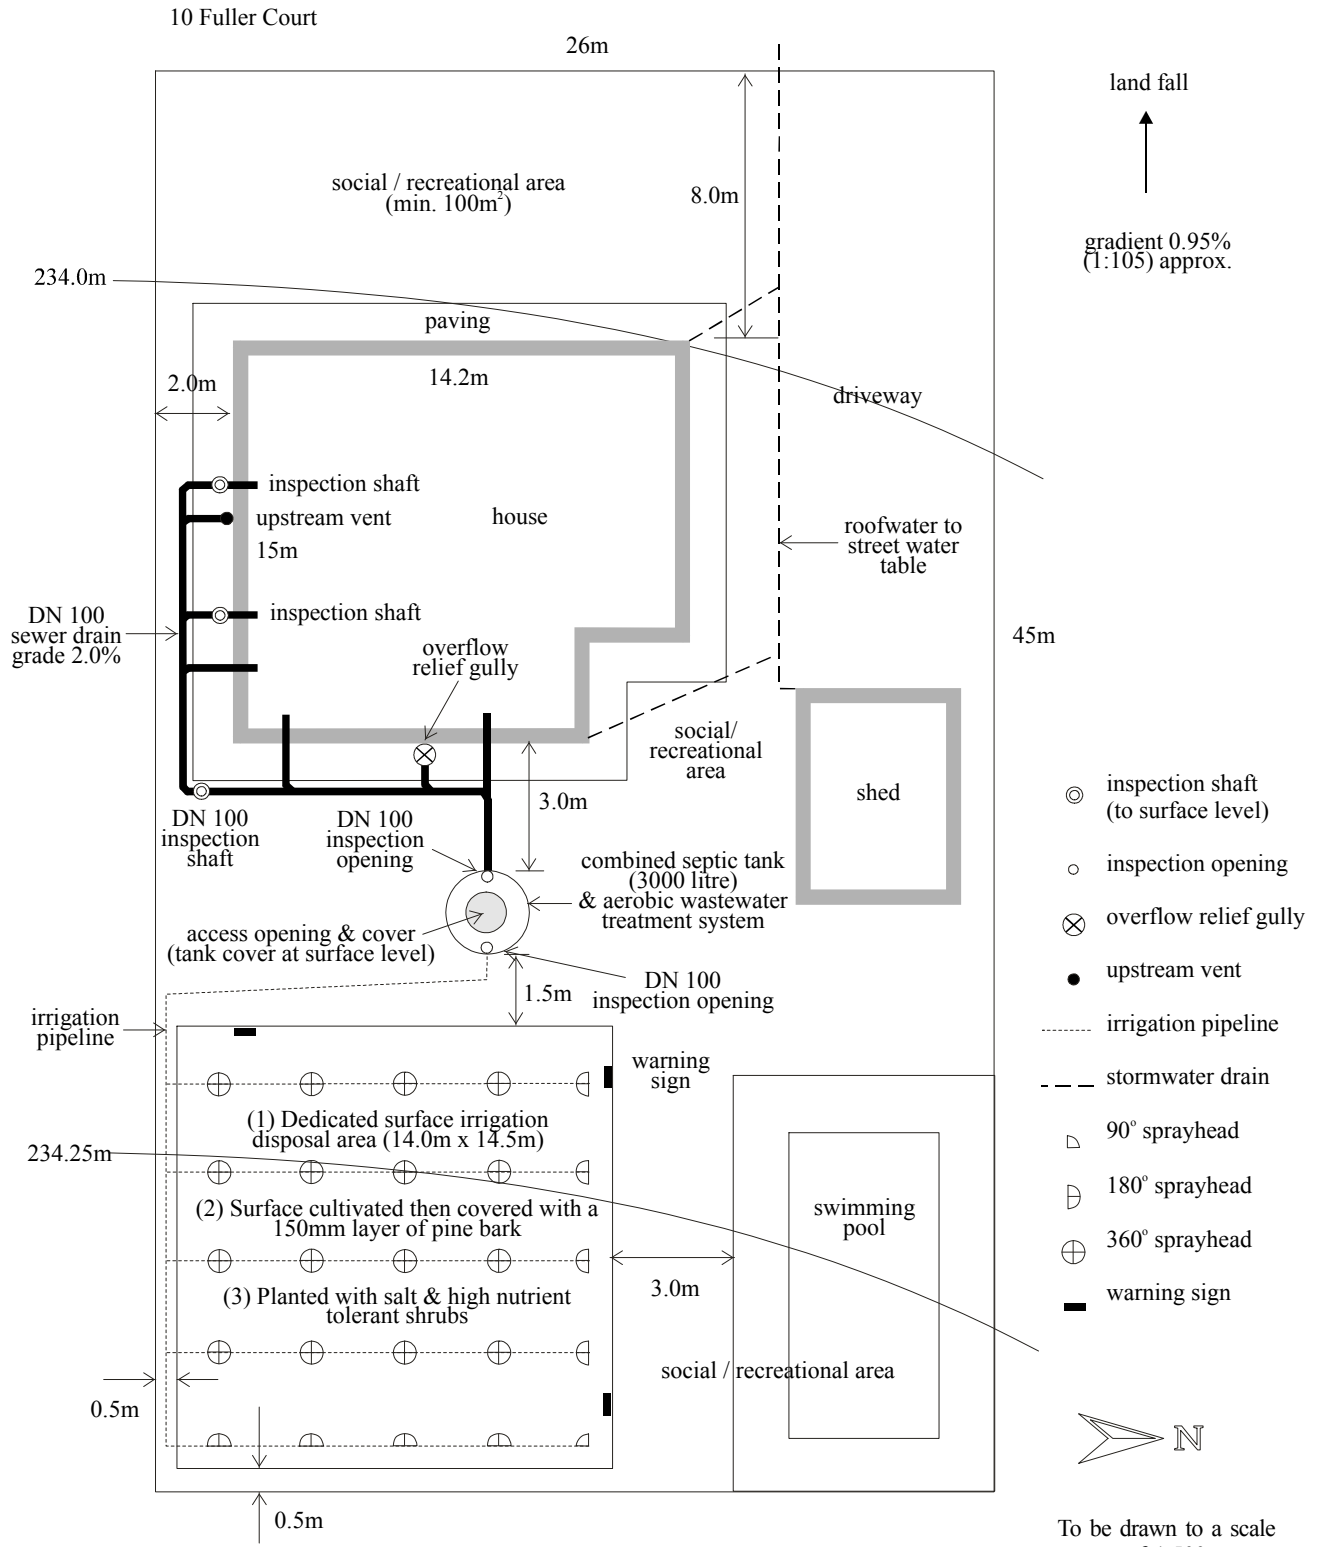 10 Fuller Court
26m
land fall
social / recreational area
(min. 100m²)
8.0m
gradient 0.95%
(1:105) approx.
234.0m
paving
14.2m
2.0m
driveway
inspection shaft
upstream vent
house
15m
roofwater to
street water
table
inspection shaft
DN 100
sewer drain
grade 2.0%
overflow
relief gully
45m
social/
recreational
area
shed
3.0m
DN 100
inspection
shaft
DN 100
inspection
opening
combined septic tank
(3000 litre)
& aerobic wastewater
treatment system
access opening & cover
(tank cover at surface level)
DN 100
inspection opening
1.5m
irrigation
pipeline
warning
sign
(1) Dedicated surface irrigation
disposal area (14.0m x 14.5m)
234.25m
(2) Surface cultivated then covered with a
150mm layer of pine bark
swimming
pool
(3) Planted with salt & high nutrient
tolerant shrubs
3.0m
social / recreational area
0.5m
0.5m
inspection shaft
(to surface level)
inspection opening
overflow relief gully
upstream vent
irrigation pipeline
stormwater drain
90° sprayhead
180° sprayhead
360° sprayhead
warning sign
N
To be drawn to a scale